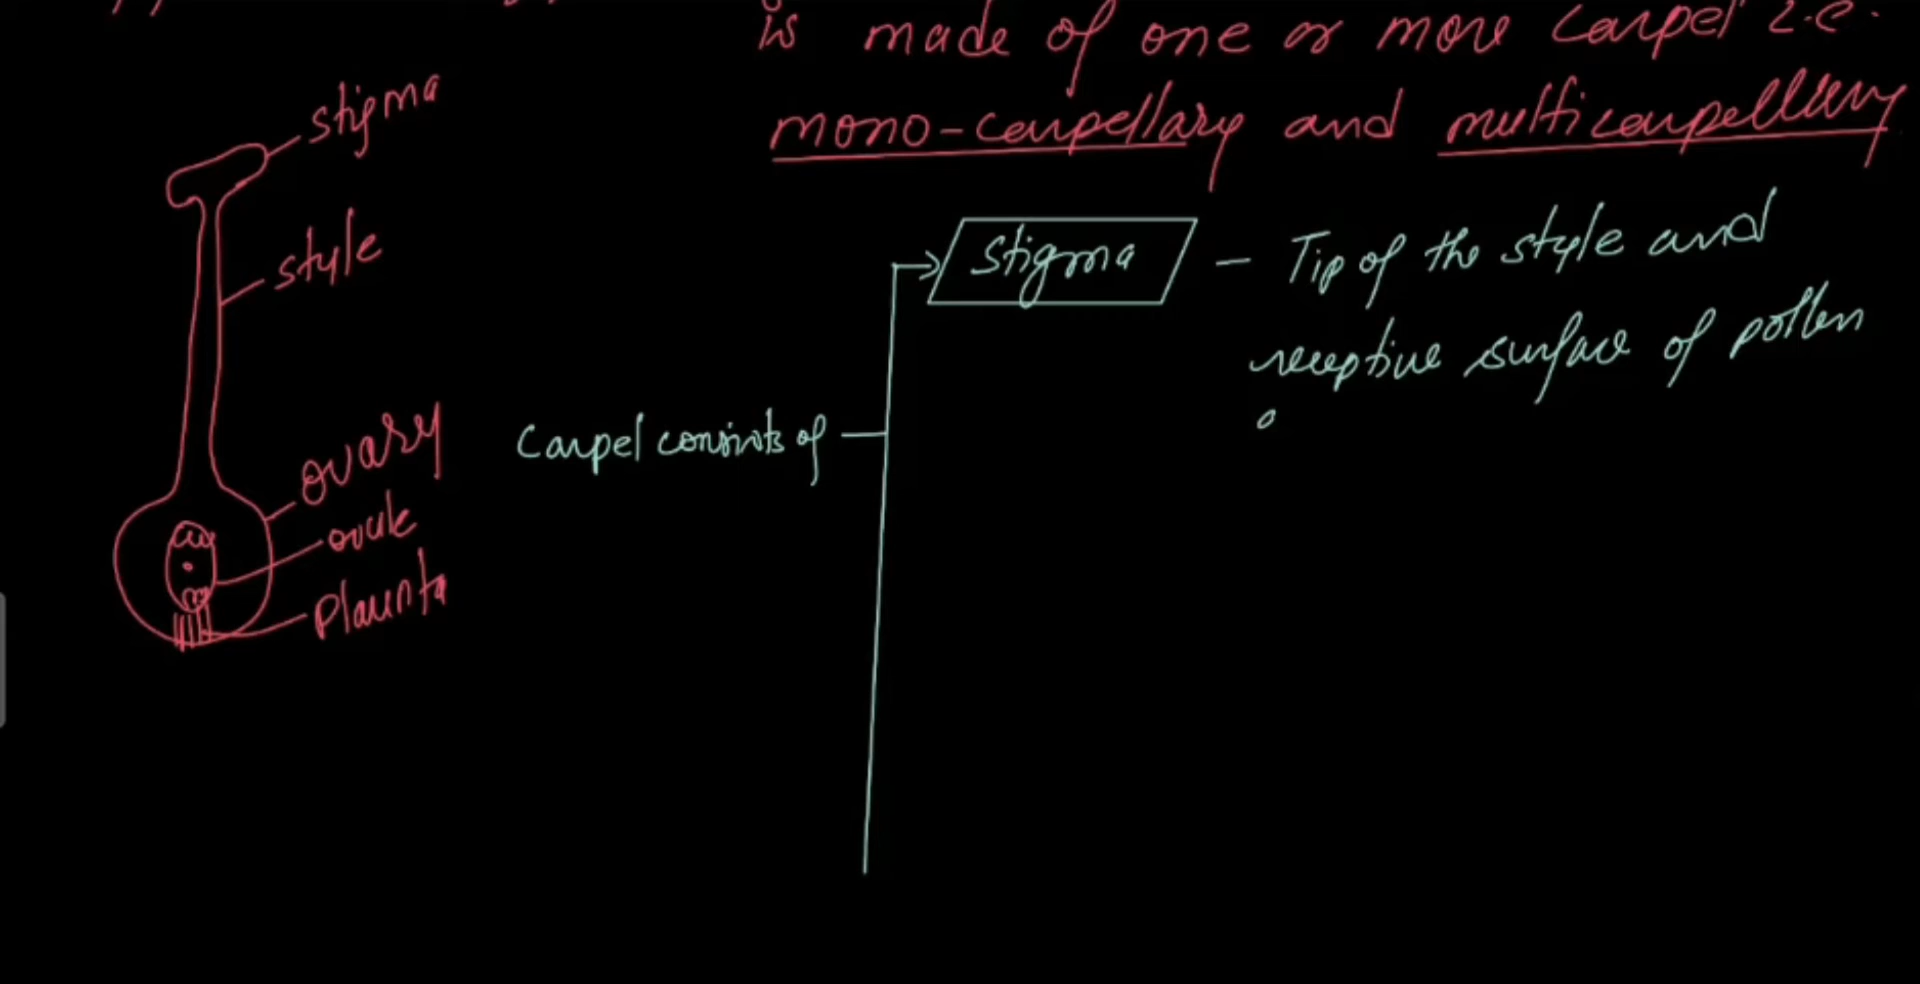 is made of one or more carpel i.e.
mono-carpellary and multicarpellary
stigma
style
ovary
ovule
placenta
Carpel consists of
Stigma - Tip of the style and
receptive surface of pollen